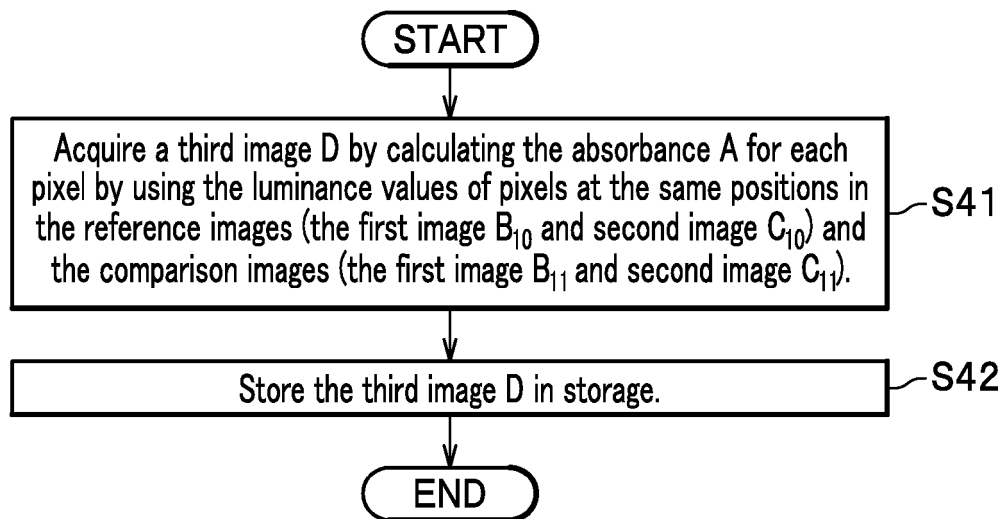 START
Acquire a third image D by calculating the absorbance A for each
pixel by using the luminance values of pixels at the same positions in
the reference images (the first image B₁₀ and second image C₁₀) and
the comparison images (the first image B₁₁ and second image C₁₁).
S41
Store the third image D in storage.
S42
END